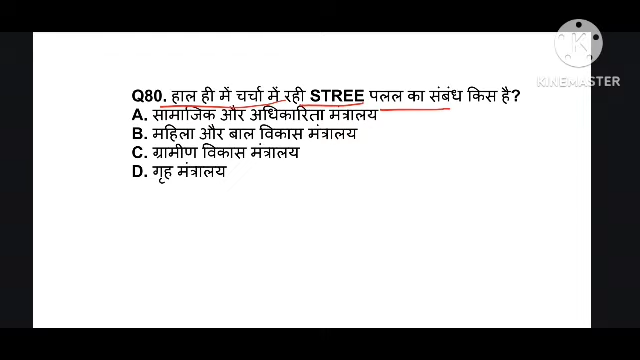 Q80. हाल ही में चर्चा में रही STREE पलल का संबंध किस है?
A. सामाजिक और अधिकारिता मंत्रालय
B. महिला और बाल विकास मंत्रालय
C. ग्रामीण विकास मंत्रालय
D. गृह मंत्रालय
KINEMASTER